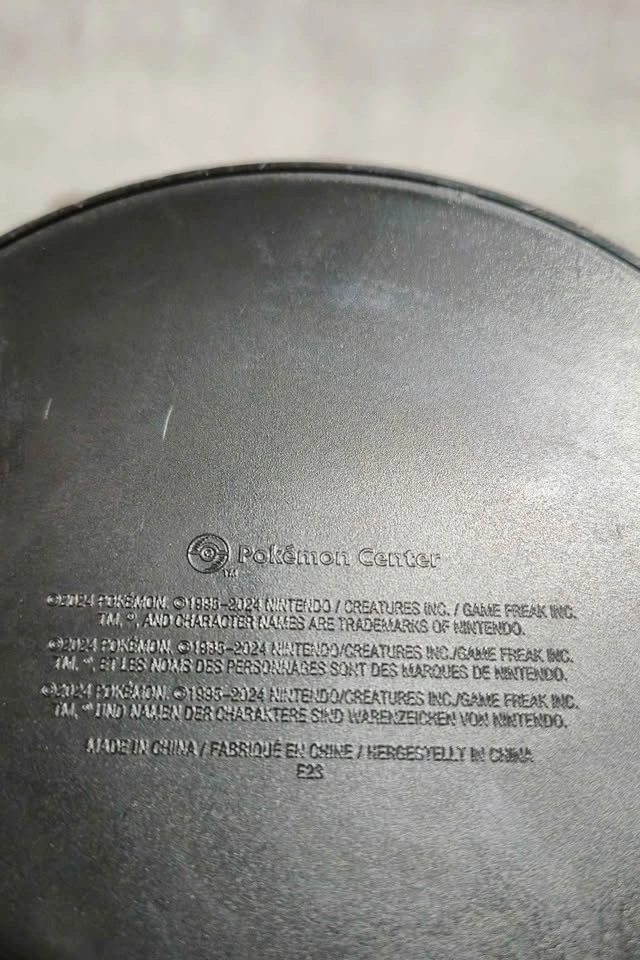 Pokémon Center
TM
©2024 POKÉMON. ©1995–2024 NINTENDO / CREATURES INC. / GAME FREAK INC.
TM, ®, AND CHARACTER NAMES ARE TRADEMARKS OF NINTENDO.
©2024 POKÉMON. ©1995–2024 NINTENDO/CREATURES INC./GAME FREAK INC.
TM, ®, ET LES NOMS DES PERSONNAGES SONT DES MARQUES DE NINTENDO.
©2024 POKÉMON. ©1995–2024 NINTENDO/CREATURES INC./GAME FREAK INC.
TM, ® UND NAMEN DER CHARAKTERE SIND WARENZEICHEN VON NINTENDO.
MADE IN CHINA / FABRIQUÉ EN CHINE / HERGESTELLT IN CHINA
E23